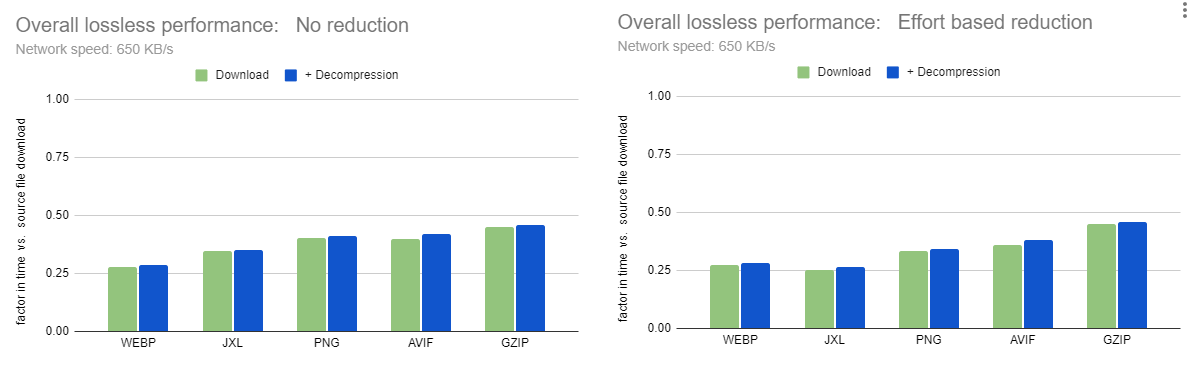 Overall lossless performance: No reduction
Network speed: 650 KB/s
Download + Decompression
factor in time vs. source file download
1.00
0.75
0.50
0.25
0.00
WEBP JXL PNG AVIF GZIP
Overall lossless performance: Effort based reduction
Network speed: 650 KB/s
Download + Decompression
factor in time vs. source file download
1.00
0.75
0.50
0.25
0.00
WEBP JXL PNG AVIF GZIP